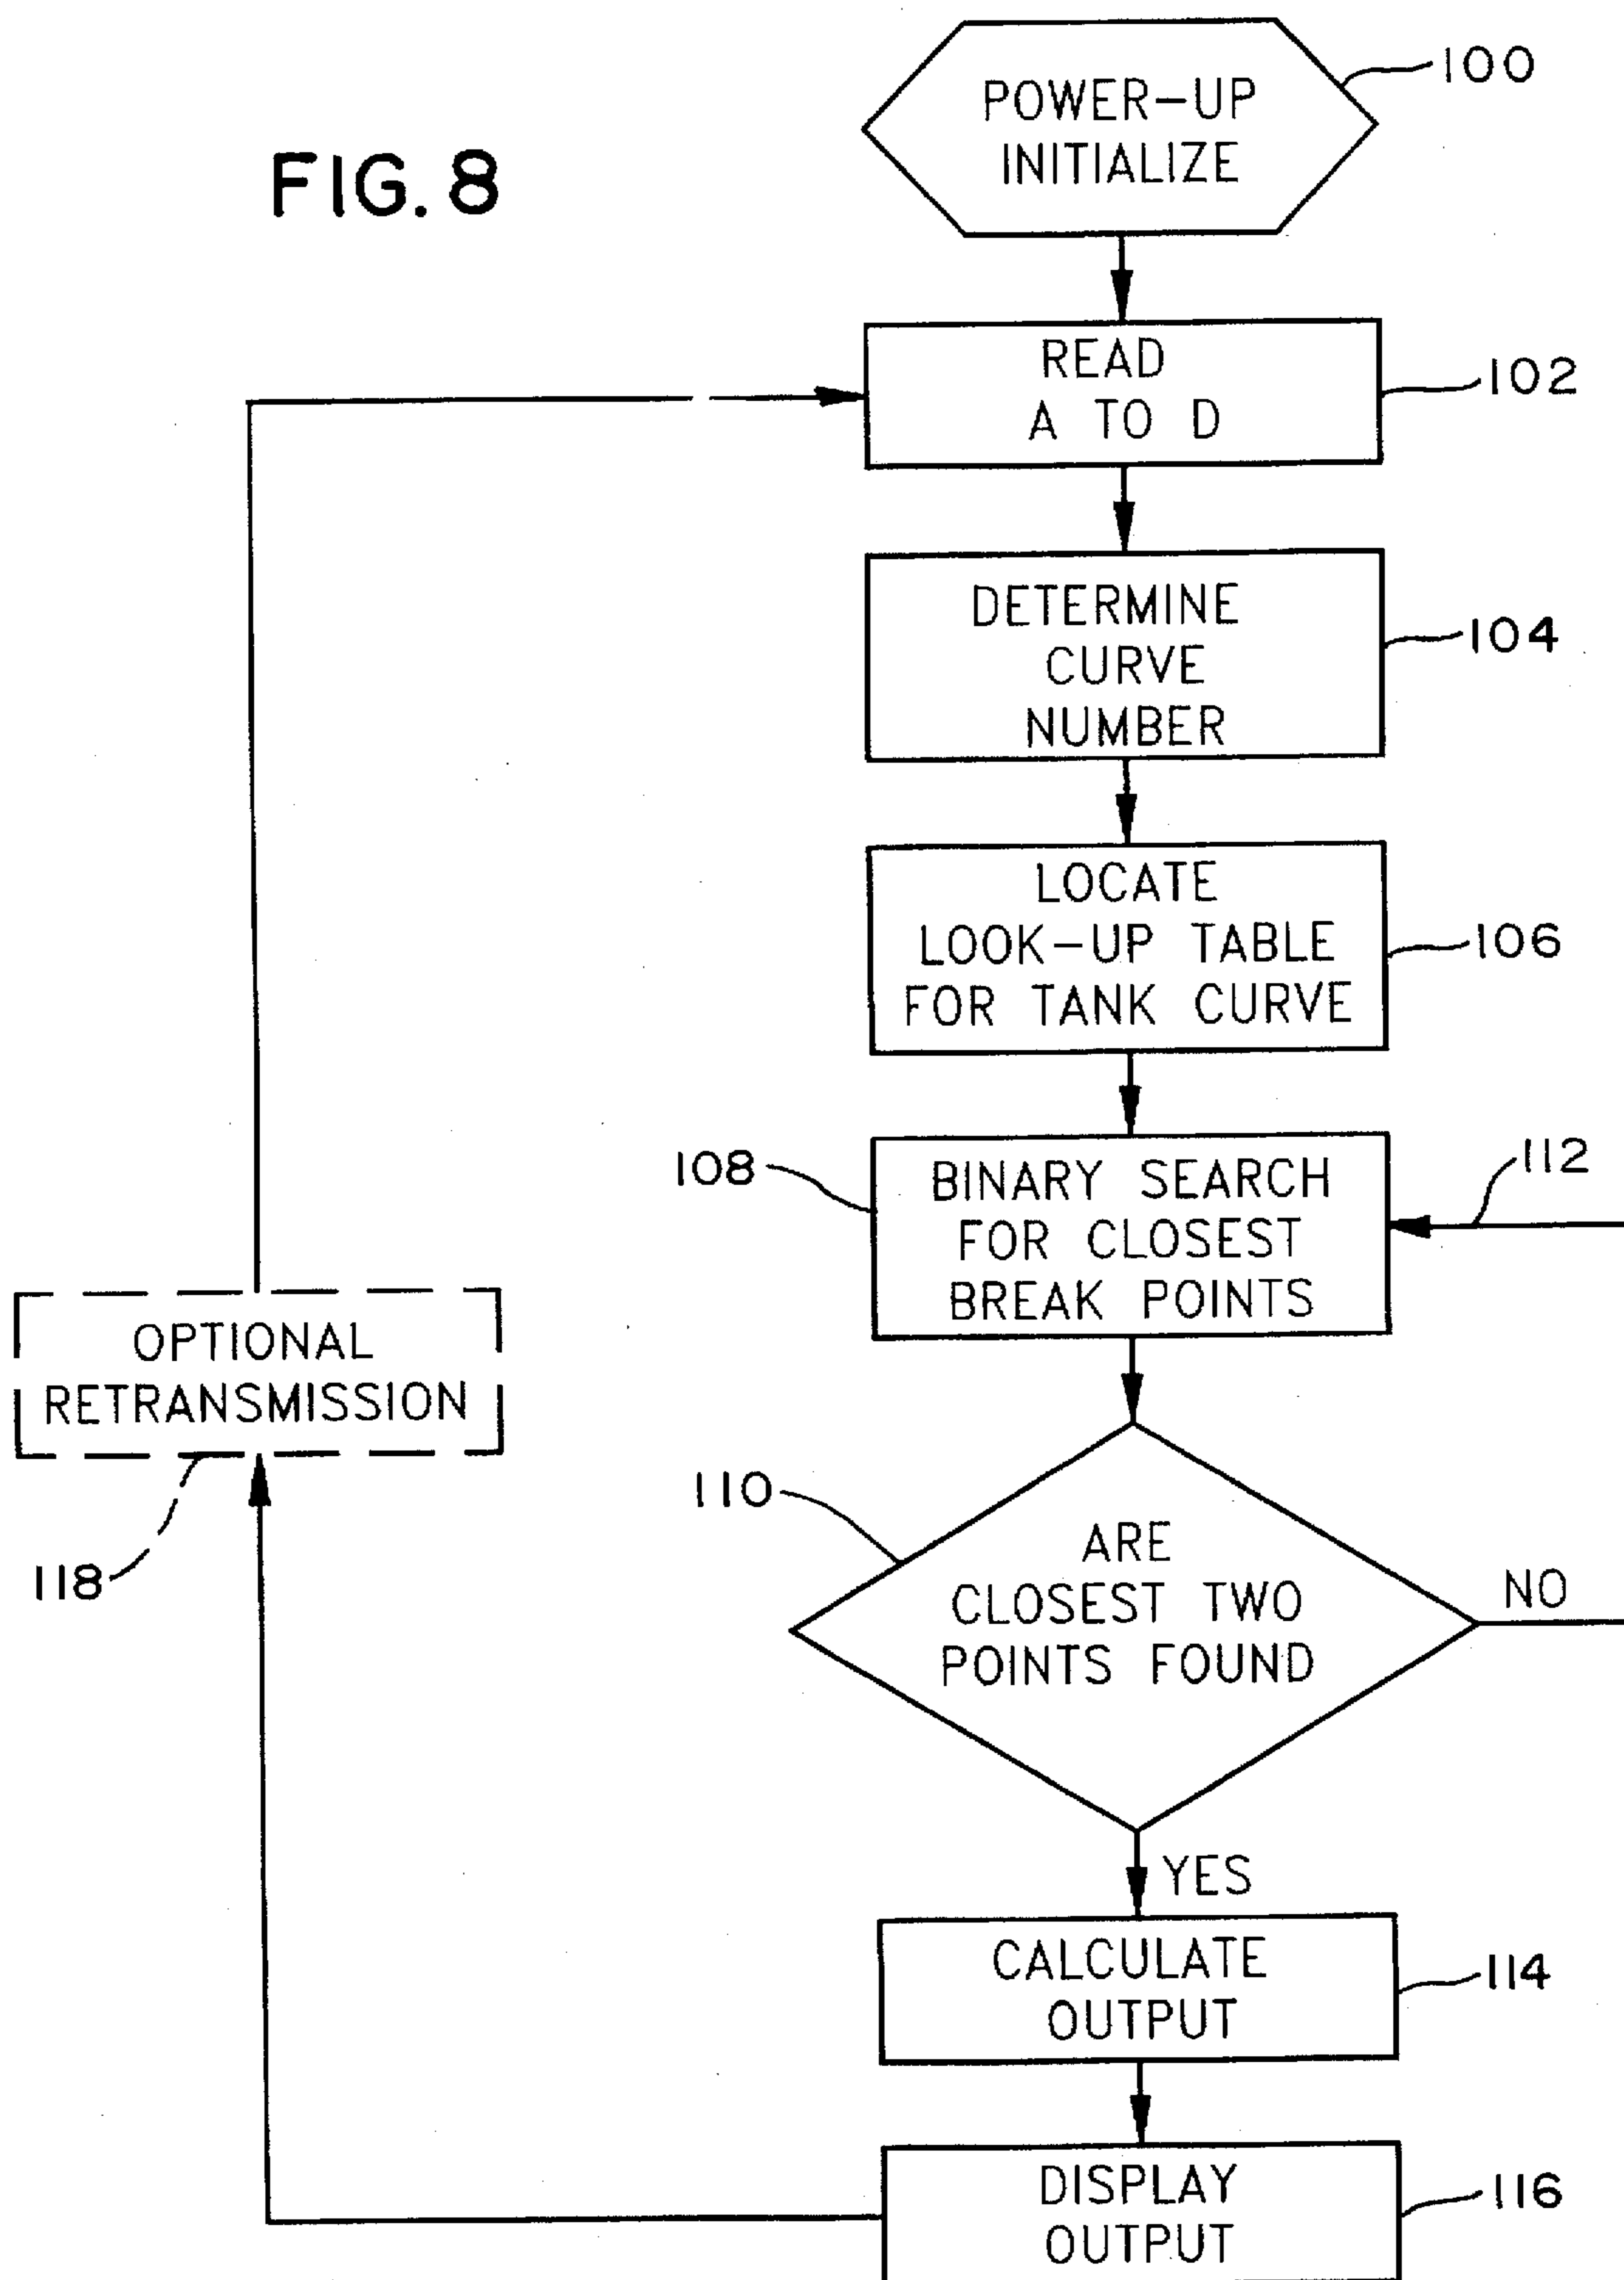 FIG. 8
POWER-UP
INITIALIZE
100
READ
A TO D
102
DETERMINE
CURVE
NUMBER
104
LOCATE
LOOK-UP TABLE
FOR TANK CURVE
106
108
BINARY SEARCH
FOR CLOSEST
BREAK POINTS
112
OPTIONAL
RETRANSMISSION
118
110
ARE
CLOSEST TWO
POINTS FOUND
NO
YES
CALCULATE
OUTPUT
114
DISPLAY
OUTPUT
116